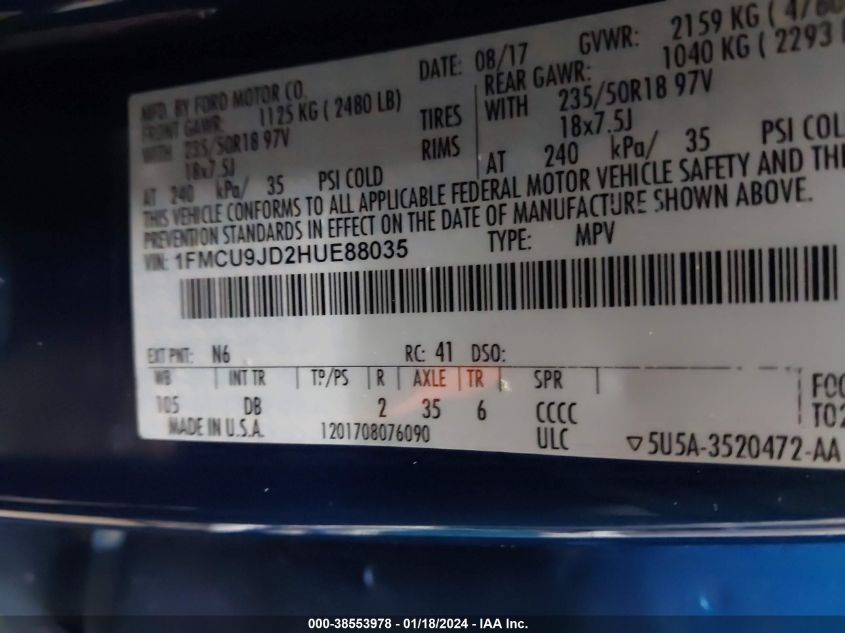 MFD. BY FORD MOTOR CO. DATE: 08/17 GVWR: 2159 KG (
FRONT GAWR: 1125 KG ( 2480 LB) REAR GAWR: 1040 KG ( 2293
WITH 235/50R18 97V TIRES WITH 235/50R18 97V
18x7.5J RIMS 18x7.5J
AT 240 kPa/ 35 PSI COLD AT 240 kPa/ 35 PSI COL
THIS VEHICLE CONFORMS TO ALL APPLICABLE FEDERAL MOTOR VEHICLE SAFETY AND
PREVENTION STANDARDS IN EFFECT ON THE DATE OF MANUFACTURE SHOWN ABOVE.
VIN: 1FMCU9JD2HUE88035 TYPE: MPV
EXT PNT: N6 RC: 41 DSO:
WB INT TR TP/PS R AXLE TR SPR
105 DB 2 35 6 CCCC
MADE IN U.S.A. 1201708076090 ULC ▽5U5A-3520472-AA
000-38553978 - 01/18/2024 - IAA Inc.